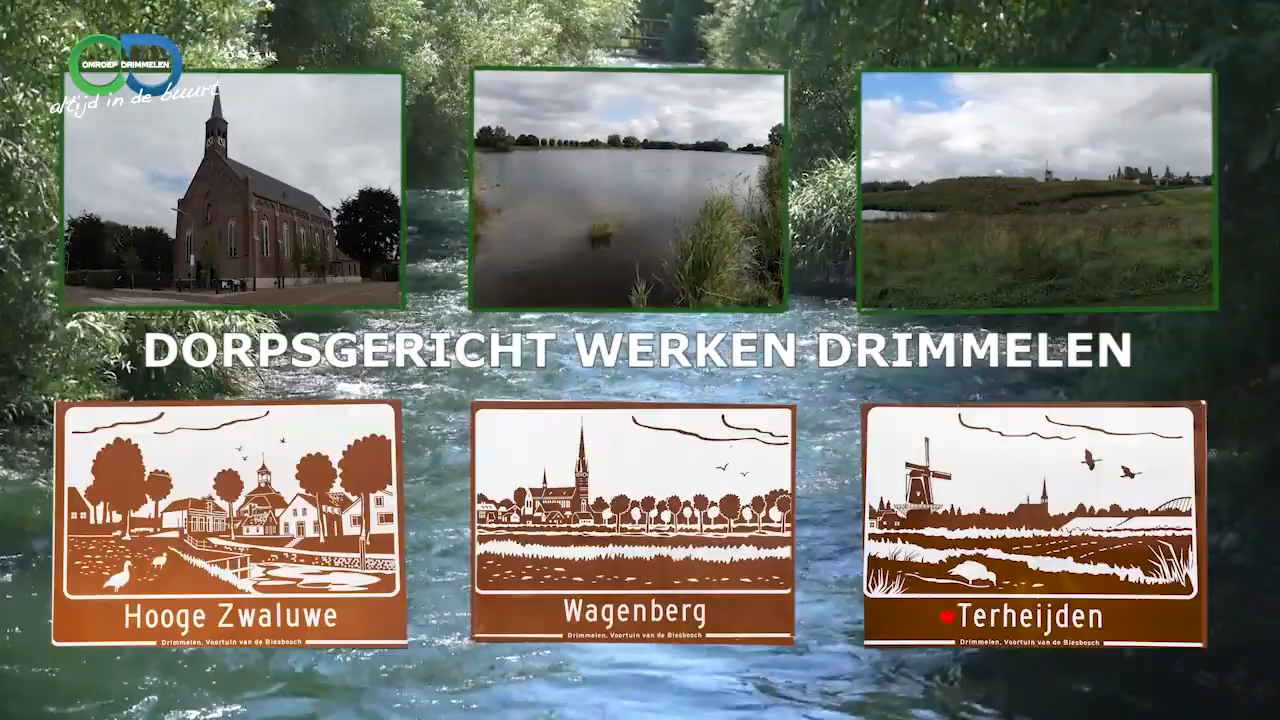 OMROEP DRIMMELEN
altijd in de buurt
DORPSGERICHT WERKEN DRIMMELEN
Hooge Zwaluwe
Drimmelen, Voortuin van de Biesbosch
Wagenberg
Drimmelen, Voortuin van de Biesbosch
Terheijden
Drimmelen, Voortuin van de Biesbosch